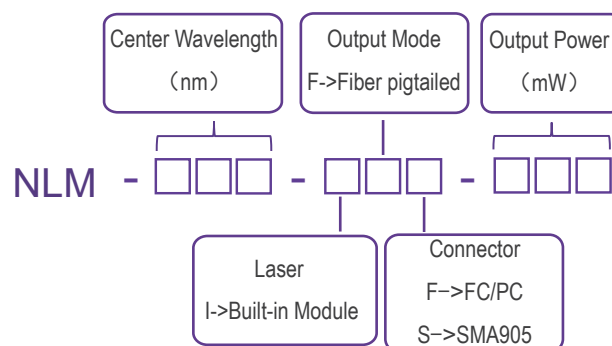 Center Wavelength
（nm）
Output Mode
F->Fiber pigtailed
Output Power
（mW）
NLM - □□□ - □□□ - □□□
Laser
I->Built-in Module
Connector
F−>FC/PC
S−>SMA905